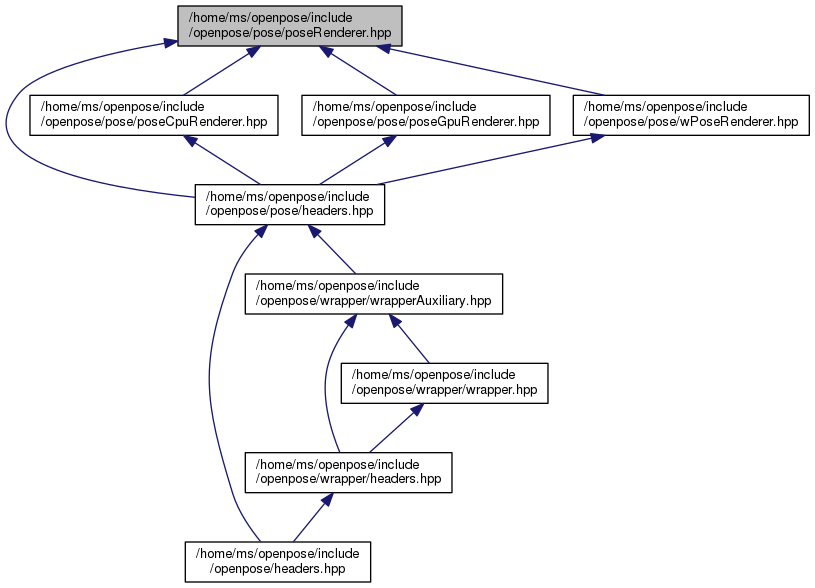 /home/ms/openpose/include
/openpose/pose/poseRenderer.hpp
/home/ms/openpose/include
/openpose/pose/poseCpuRenderer.hpp
/home/ms/openpose/include
/openpose/pose/poseGpuRenderer.hpp
/home/ms/openpose/include
/openpose/pose/wPoseRenderer.hpp
/home/ms/openpose/include
/openpose/pose/headers.hpp
/home/ms/openpose/include
/openpose/wrapper/wrapperAuxiliary.hpp
/home/ms/openpose/include
/openpose/wrapper/wrapper.hpp
/home/ms/openpose/include
/openpose/wrapper/headers.hpp
/home/ms/openpose/include
/openpose/headers.hpp